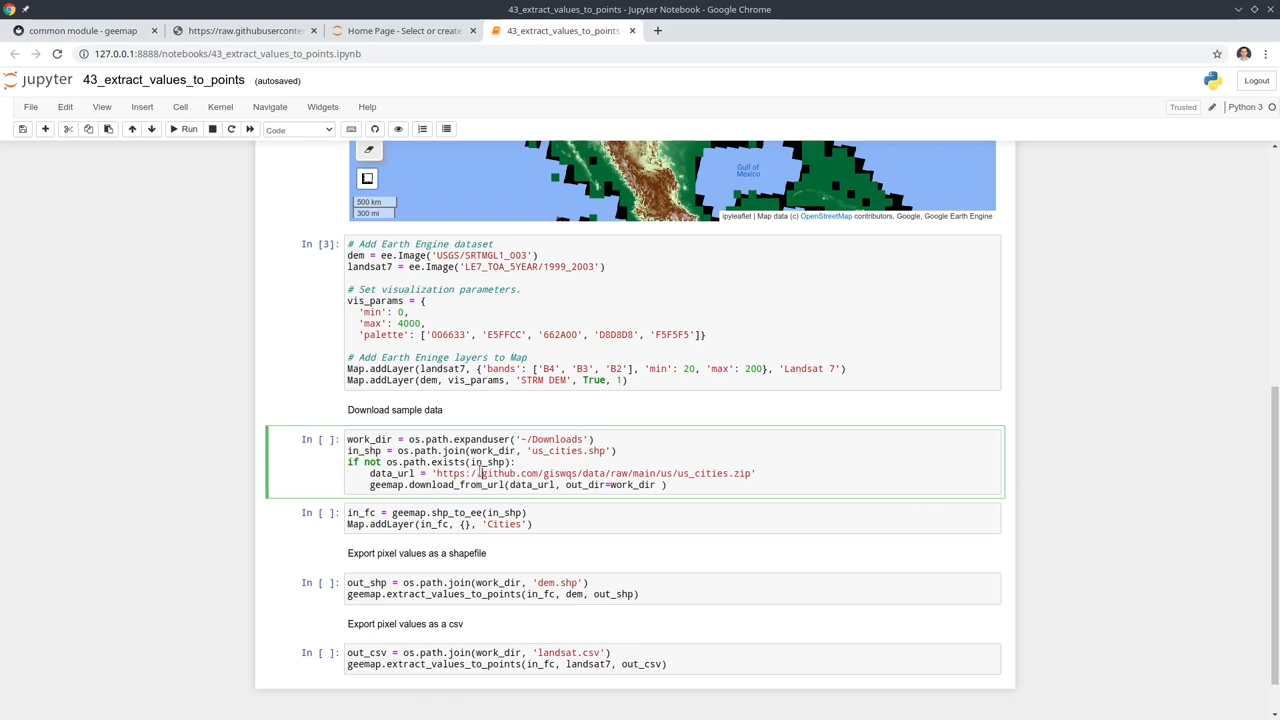 43_extract_values_to_points - Jupyter Notebook - Google Chrome
common module - geemap
https://raw.githubuserconte
Home Page - Select or create
43_extract_values_to_points
127.0.0.1:8888/notebooks/43_extract_values_to_points.ipynb
jupyter 43_extract_values_to_points (autosaved)
Logout
File Edit View Insert Cell Kernel Navigate Widgets Help
Trusted Python 3
Run Code
Gulf of
Mexico
500 km
300 mi
ipyleaflet | Map data (c) OpenStreetMap contributors, Google, Google Earth Engine
In [3]: # Add Earth Engine dataset
dem = ee.Image('USGS/SRTMGL1_003')
landsat7 = ee.Image('LE7_TOA_5YEAR/1999_2003')
# Set visualization parameters.
vis_params = {
'min': 0,
'max': 4000,
'palette': ['006633', 'E5FFCC', '662A00', 'D8D8D8', 'F5F5F5']}
# Add Earth Eninge layers to Map
Map.addLayer(landsat7, {'bands': ['B4', 'B3', 'B2'], 'min': 20, 'max': 200}, 'Landsat 7')
Map.addLayer(dem, vis_params, 'STRM DEM', True, 1)
Download sample data
In [ ]: work_dir = os.path.expanduser('~/Downloads')
in_shp = os.path.join(work_dir, 'us_cities.shp')
if not os.path.exists(in_shp):
data_url = 'https://github.com/giswqs/data/raw/main/us/us_cities.zip'
geemap.download_from_url(data_url, out_dir=work_dir )
In [ ]: in_fc = geemap.shp_to_ee(in_shp)
Map.addLayer(in_fc, {}, 'Cities')
Export pixel values as a shapefile
In [ ]: out_shp = os.path.join(work_dir, 'dem.shp')
geemap.extract_values_to_points(in_fc, dem, out_shp)
Export pixel values as a csv
In [ ]: out_csv = os.path.join(work_dir, 'landsat.csv')
geemap.extract_values_to_points(in_fc, landsat7, out_csv)